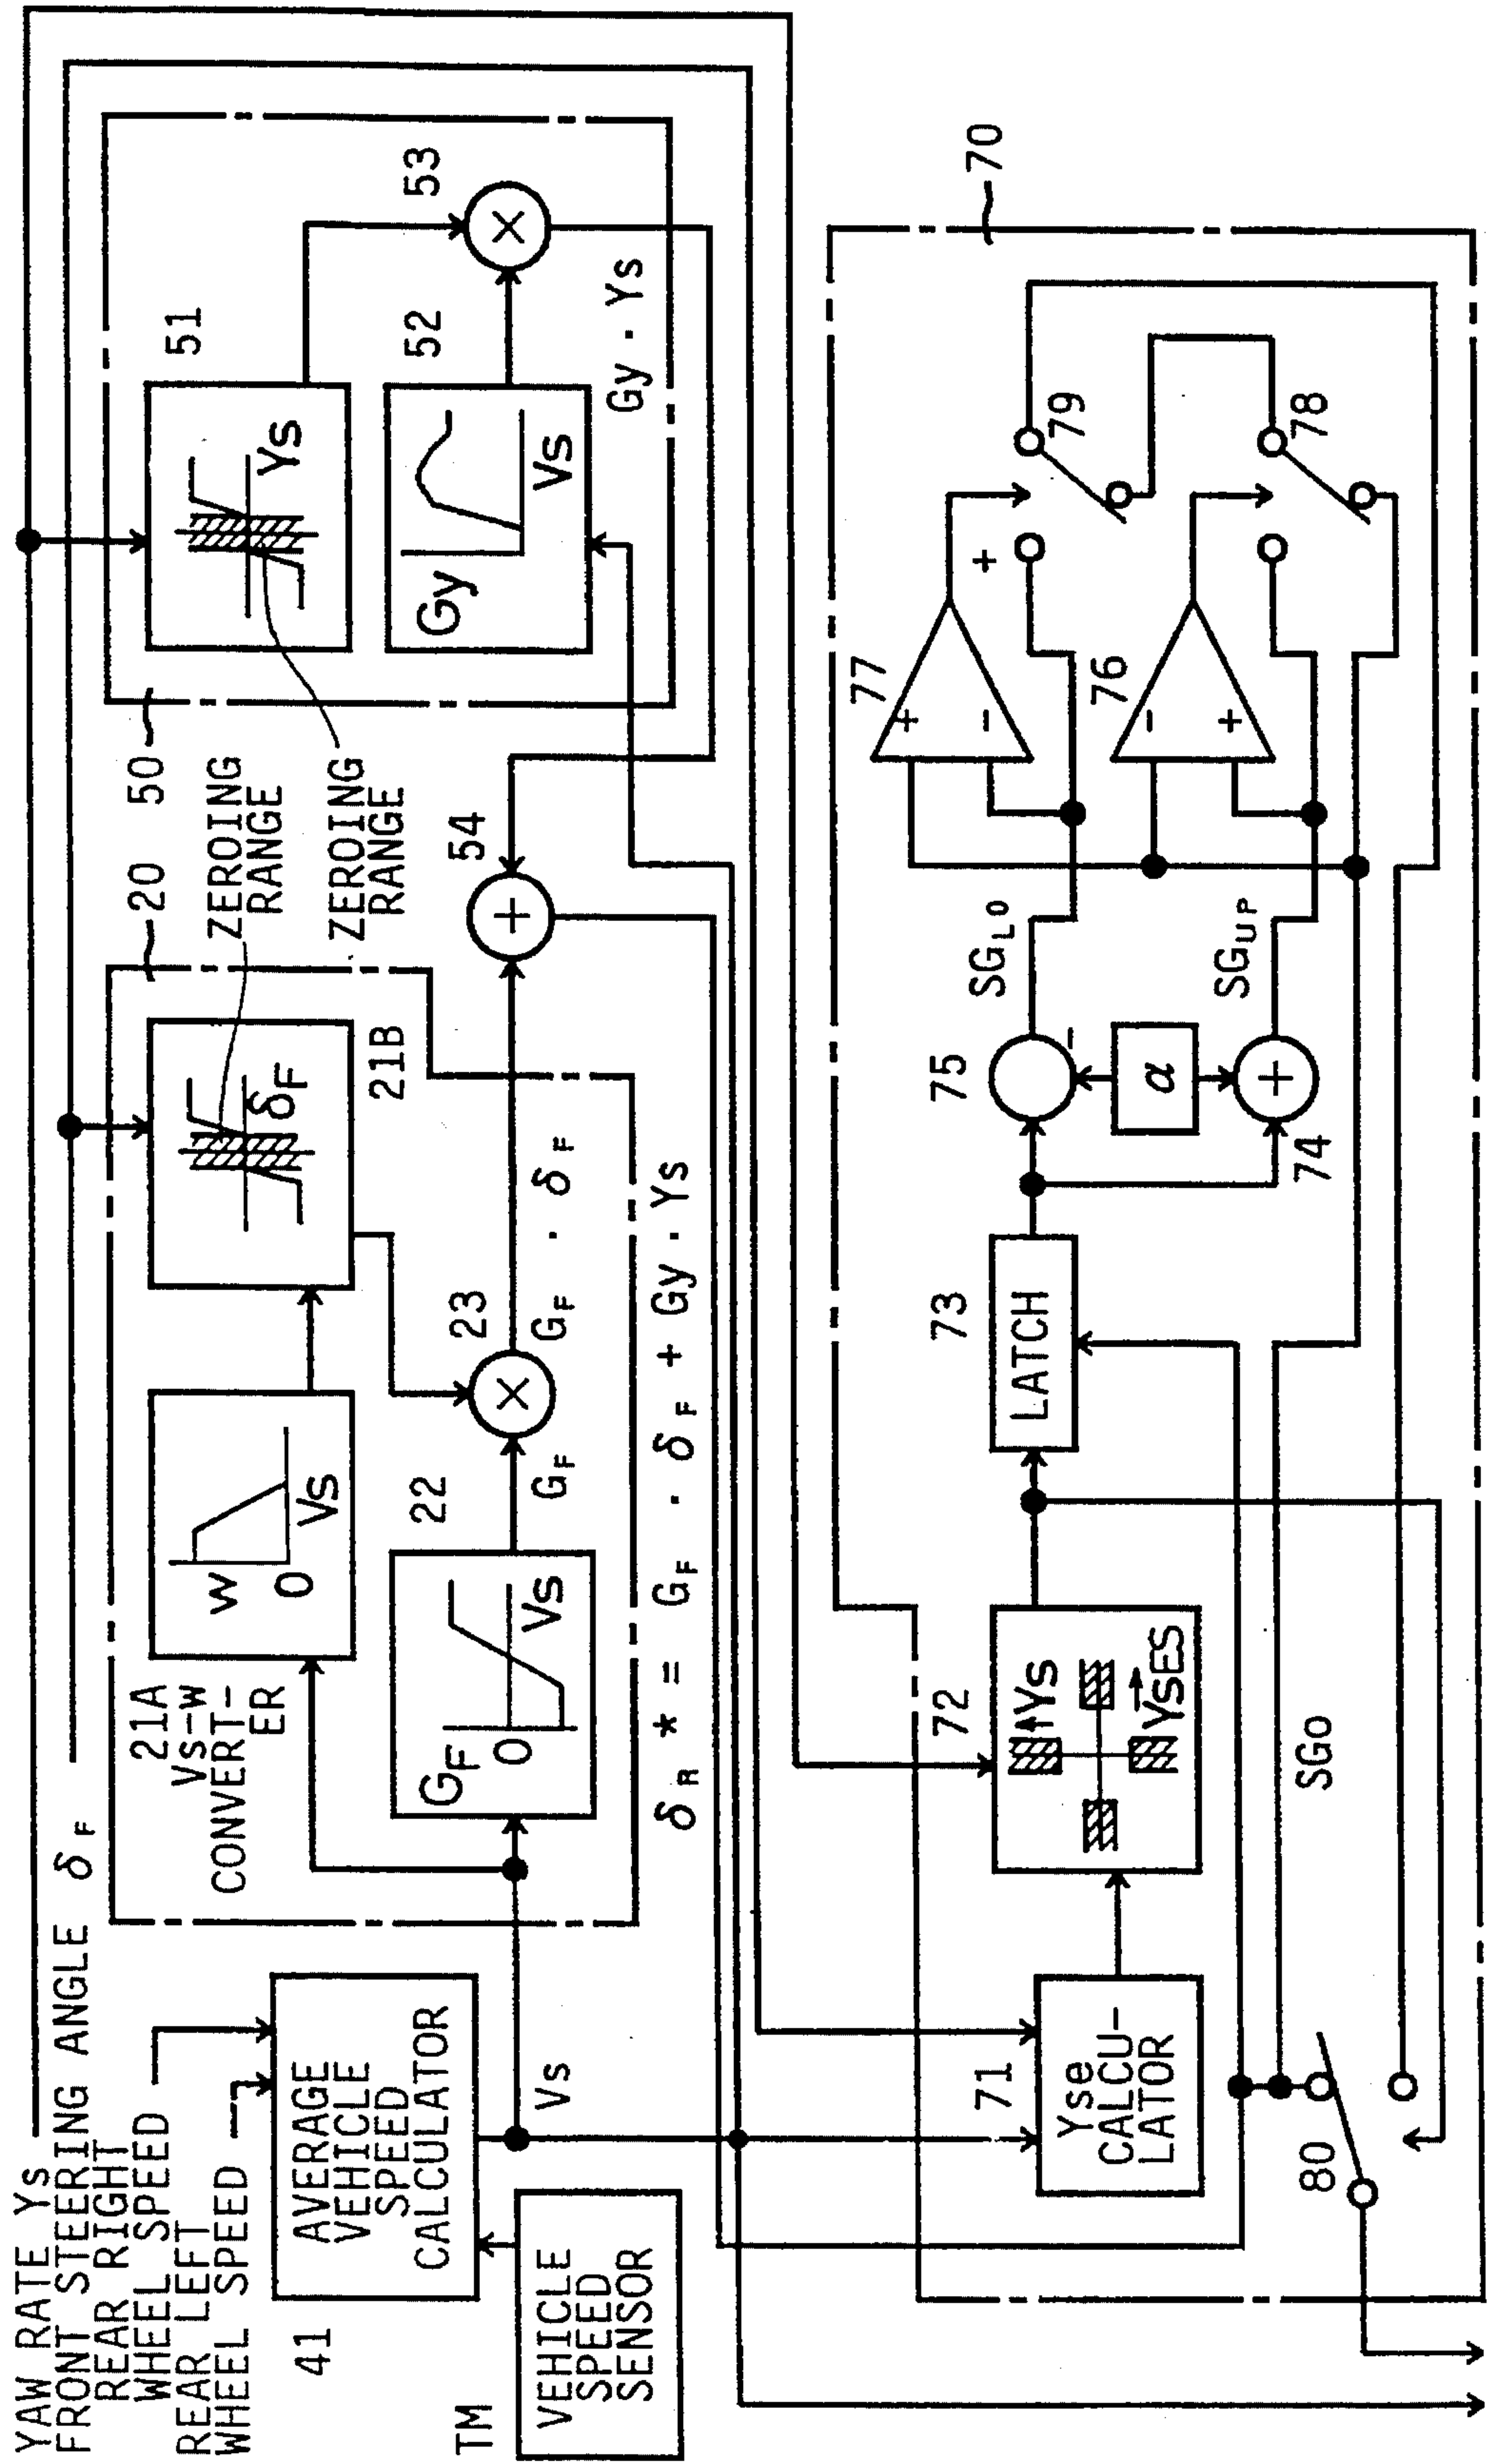 YAW RATE Ys
FRONT STEERING ANGLE δF
REAR RIGHT
WHEEL SPEED
REAR LEFT
WHEEL SPEED
41
AVERAGE
VEHICLE
SPEED
CALCULATOR
TM
VEHICLE
SPEED
SENSOR
Vs
21A
Vs-w
CONVERT-
ER
w
0
Vs
GF
0
Vs
22
GF
23
GF · δF
21B
δF
20
ZEROING
RANGE
ZEROING
RANGE
50
54
51
Ys
52
Gy
Vs
53
Gy · Ys
δR* = GF · δF + Gy · Ys
70
71
Yse
CALCU-
LATOR
72
Ys
YSES
73
LATCH
75
-
α
+
74
SGLO
SGUP
77
+
-
76
-
+
+
79
78
SGO
80